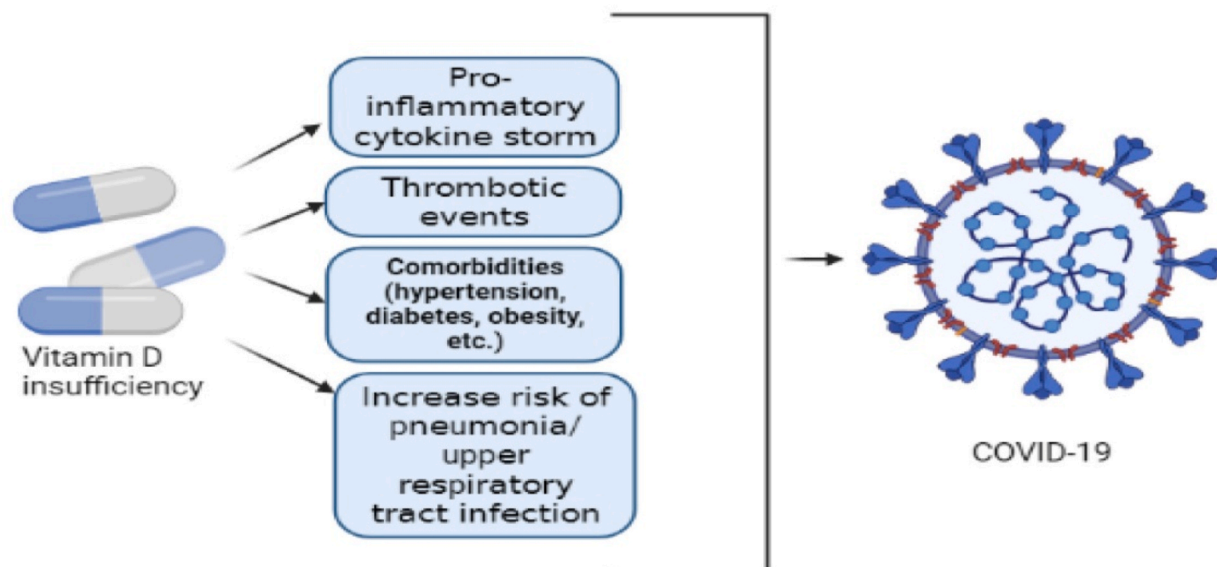 Pro-
inflammatory
cytokine storm
Thrombotic
events
Comorbidities
(hypertension,
diabetes, obesity,
etc.)
Increase risk of
pneumonia/
upper
respiratory
tract infection
Vitamin D
insufficiency
COVID-19